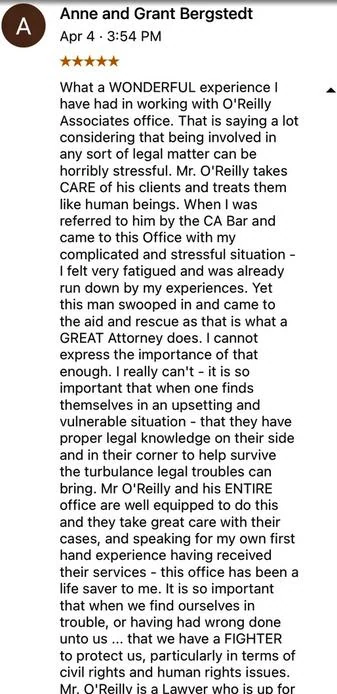 A
Anne and Grant Bergstedt
Apr 4 · 3:54 PM
★★★★★
What a WONDERFUL experience I
have had in working with O'Reilly
Associates office. That is saying a lot
considering that being involved in
any sort of legal matter can be
horribly stressful. Mr. O'Reilly takes
CARE of his clients and treats them
like human beings. When I was
referred to him by the CA Bar and
came to this Office with my
complicated and stressful situation -
I felt very fatigued and was already
run down by my experiences. Yet
this man swooped in and came to
the aid and rescue as that is what a
GREAT Attorney does. I cannot
express the importance of that
enough. I really can't - it is so
important that when one finds
themselves in an upsetting and
vulnerable situation - that they have
proper legal knowledge on their side
and in their corner to help survive
the turbulance legal troubles can
bring. Mr O'Reilly and his ENTIRE
office are well equipped to do this
and they take great care with their
cases, and speaking for my own first
hand experience having received
their services - this office has been a
life saver to me. It is so important
that when we find ourselves in
trouble, or having had wrong done
unto us ... that we have a FIGHTER
to protect us, particularly in terms of
civil rights and human rights issues.
Mr. O'Reilly is a Lawyer who is up for